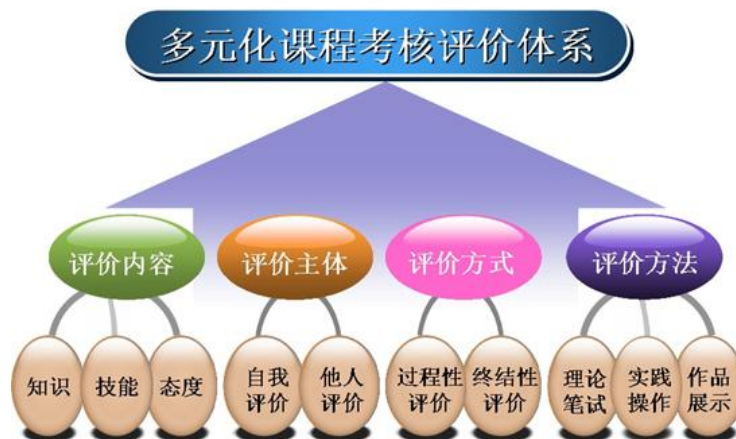 多元化课程考核评价体系
评价内容
评价主体
评价方式
评价方法
知识
技能
态度
自我
评价
他人
评价
过程性
评价
终结性
评价
理论
笔试
实践
操作
作品
展示